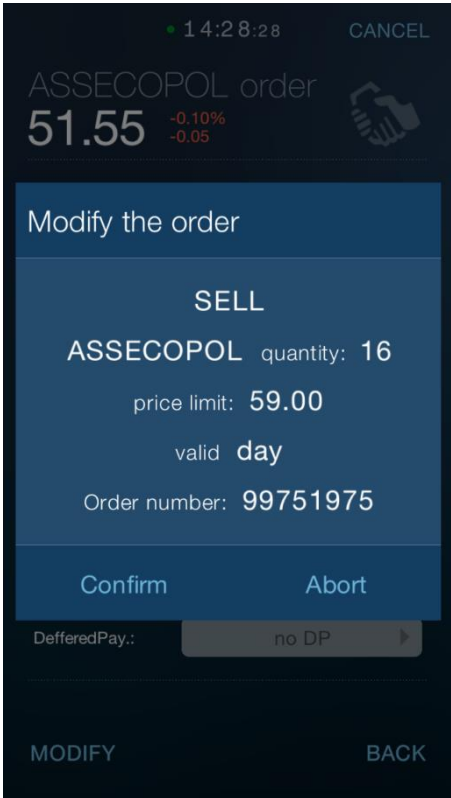 14:28:28 CANCEL
ASSECOPOL order
51.55 -0.10%
-0.05
Modify the order
SELL
ASSECOPOL quantity: 16
price limit: 59.00
valid day
Order number: 99751975
Confirm Abort
DefferedPay.: no DP
MODIFY BACK